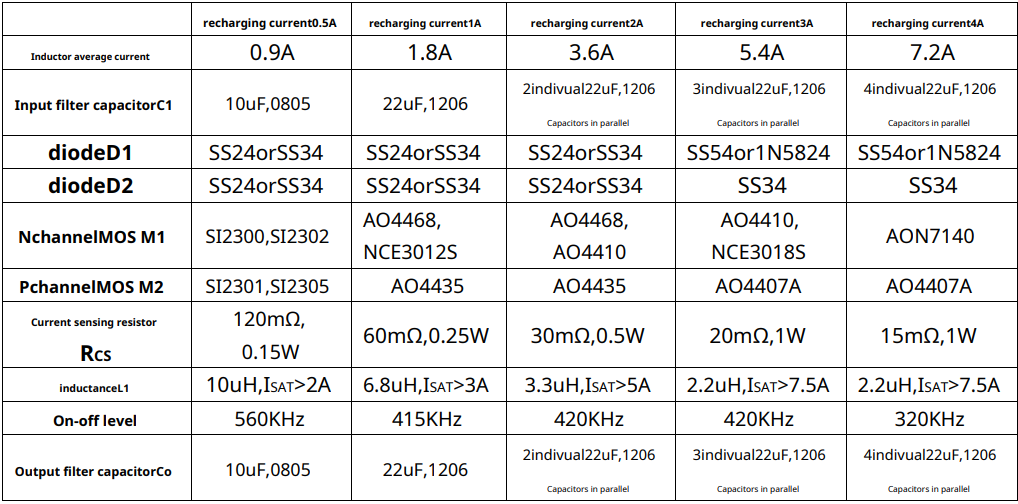 recharging current0.5A recharging current1A recharging current2A recharging current3A recharging current4A
Inductor average current 0.9A 1.8A 3.6A 5.4A 7.2A
Input filter capacitorC1 10uF,0805 22uF,1206 2indivual22uF,1206 3indivual22uF,1206 4indivual22uF,1206
Capacitors in parallel Capacitors in parallel Capacitors in parallel
diodeD1 SS24orSS34 SS24orSS34 SS24orSS34 SS54or1N5824 SS54or1N5824
diodeD2 SS24orSS34 SS24orSS34 SS24orSS34 SS34 SS34
NchannelMOS M1 SI2300,SI2302 AO4468, AO4468, AO4410, AON7140
NCE3012S AO4410 NCE3018S
PchannelMOS M2 SI2301,SI2305 AO4435 AO4435 AO4407A AO4407A
Current sensing resistor 120mΩ, 60mΩ,0.25W 30mΩ,0.5W 20mΩ,1W 15mΩ,1W
RCS 0.15W
inductanceL1 10uH,ISAT>2A 6.8uH,ISAT>3A 3.3uH,ISAT>5A 2.2uH,ISAT>7.5A 2.2uH,ISAT>7.5A
On-off level 560KHz 415KHz 420KHz 420KHz 320KHz
Output filter capacitorCo 10uF,0805 22uF,1206 2indivual22uF,1206 3indivual22uF,1206 4indivual22uF,1206
Capacitors in parallel Capacitors in parallel Capacitors in parallel